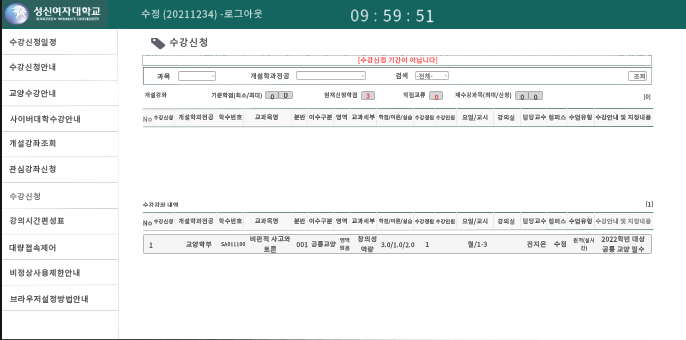 성신여자대학교
SUNGSHIN WOMEN'S UNIVERSITY
수정 (20211234) -로그아웃
09 : 59 : 51
수강신청일정
수강신청안내
교양수강안내
사이버대학수강안내
개설강좌조회
관심강좌신청
수강신청
강의시간편성표
대량접속제어
비정상사용제한안내
브라우저설정방법안내
수강신청
[수강신청 기간이 아닙니다]
과목 개설학과전공 검색 -전체- 조회
개설강좌 기준학점(최소/최대) 0 0 현재신청학점 3 학점교류 0 재수강과목(최대/신청) 0 0 [0]
No 수강신청 개설학과전공 학수번호 교과목명 분반 이수구분 영역 교과세부 학점/이론/실습 수강정원 수강인원 요일/교시 강의실 담당교수 캠퍼스 수업유형 수강안내 및 지정내용
수강강좌 내역 [1]
No 수강신청 개설학과전공 학수번호 교과목명 분반 이수구분 영역 교과세부 학점/이론/실습 수강정원 수강인원 요일/교시 강의실 담당교수 캠퍼스 수업유형 수강안내 및 지정내용
1 교양학부 SA011100 비판적 사고와 토론 001 공통교양 창의성역량 3.0/1.0/2.0 1 월/1-3 전지은 수정 원격(실시간) 2022학번 대상 공통 교양 필수